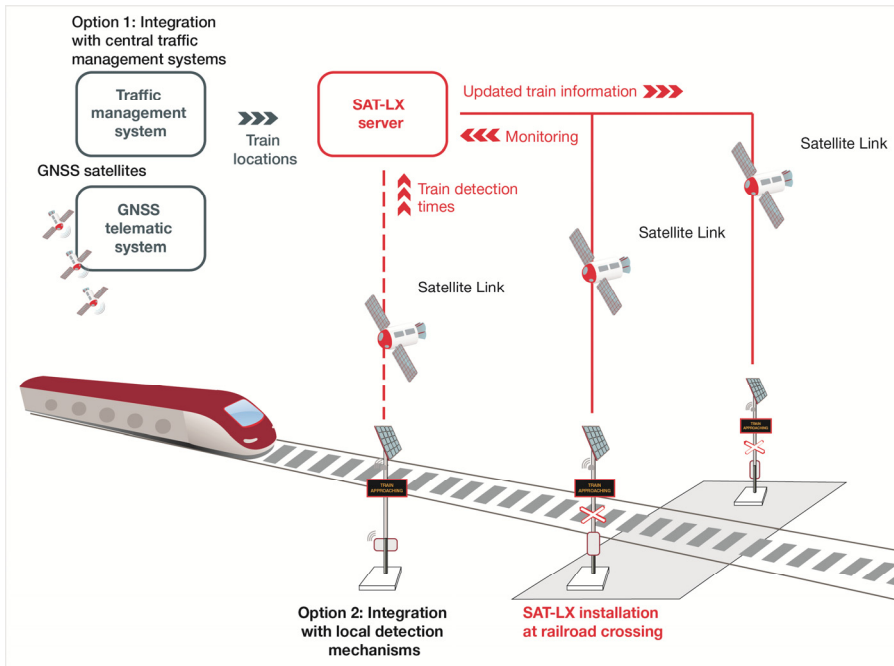 Option 1: Integration
with central traffic
management systems
Traffic
management
system
Train
locations
SAT-LX
server
Updated train information
Monitoring
Satellite Link
GNSS satellites
GNSS
telematic
system
Train detection
times
Satellite Link
Satellite Link
TRAIN
APPROACHING
TRAIN
APPROACHING
TRAIN
APPROACHING
Option 2: Integration
with local detection
mechanisms
SAT-LX installation
at railroad crossing